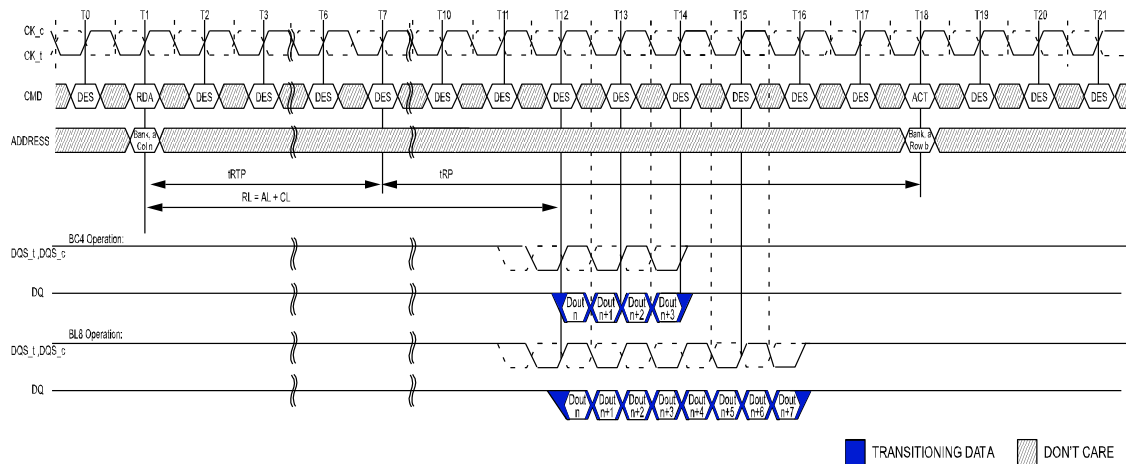 T0 T1 T2 T3 T6 T7 T10 T11 T12 T13 T14 T15 T16 T17 T18 T19 T20 T21
CK_c
CK_t
CMD DES RDA DES DES DES DES DES DES DES DES DES DES DES DES ACT DES DES DES
ADDRESS Bank, a Col n Bank, a Row b
tRTP tRP
RL = AL + CL
BC4 Operation:
DQS_t ,DQS_c
DQ Dout n Dout n+1 Dout n+2 Dout n+3
BL8 Operation:
DQS_t ,DQS_c
DQ Dout n Dout n+1 Dout n+2 Dout n+3 Dout n+4 Dout n+5 Dout n+6 Dout n+7
TRANSITIONING DATA DON'T CARE